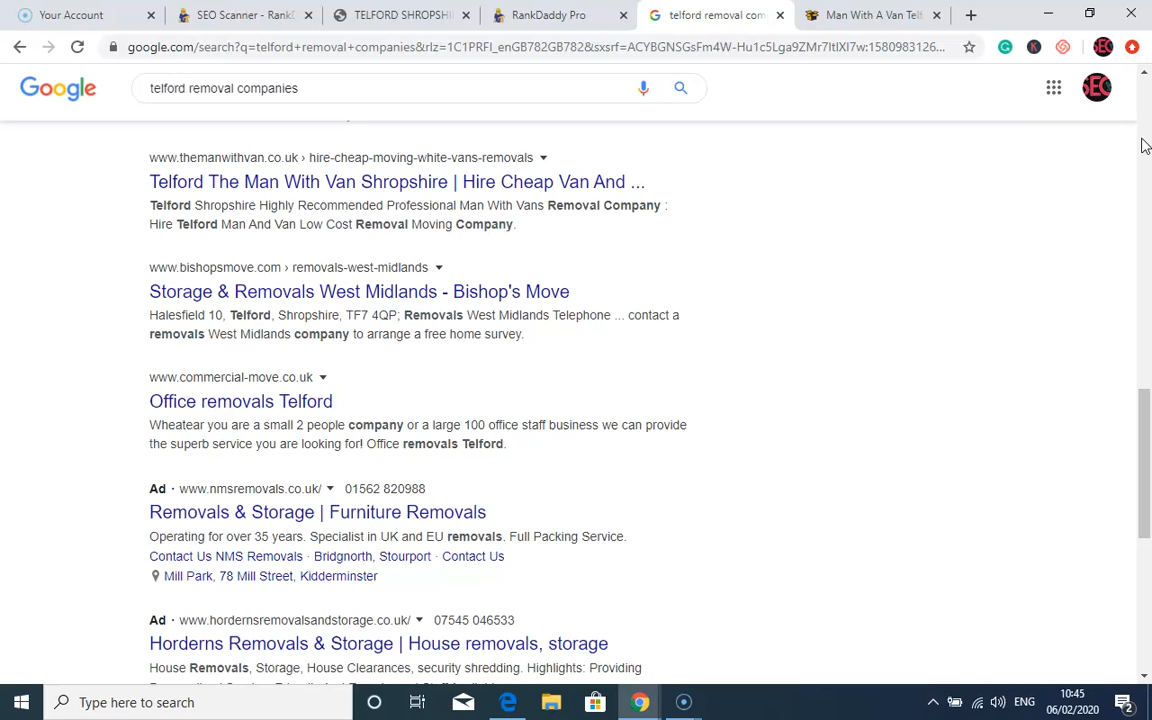 Your Account
SEO Scanner - RankD
TELFORD SHROPSHI
RankDaddy Pro
telford removal com
Man With A Van Telf
google.com/search?q=telford+removal+companies&rlz=1C1PRFI_enGB782GB782&sxsrf=ACYBGNSGsFm4W-Hu1c5Lga9ZMr7ItIXI7w:1580983126...
SEO
Google
telford removal companies
SEO
www.themanwithvan.co.uk › hire-cheap-moving-white-vans-removals
Telford The Man With Van Shropshire | Hire Cheap Van And ...
Telford Shropshire Highly Recommended Professional Man With Vans Removal Company :
Hire Telford Man And Van Low Cost Removal Moving Company.
www.bishopsmove.com › removals-west-midlands
Storage & Removals West Midlands - Bishop's Move
Halesfield 10, Telford, Shropshire, TF7 4QP; Removals West Midlands Telephone ... contact a
removals West Midlands company to arrange a free home survey.
www.commercial-move.co.uk
Office removals Telford
Wheatear you are a small 2 people company or a large 100 office staff business we can provide
the superb service you are looking for! Office removals Telford.
Ad · www.nmsremovals.co.uk/ 01562 820988
Removals & Storage | Furniture Removals
Operating for over 35 years. Specialist in UK and EU removals. Full Packing Service.
Contact Us NMS Removals · Bridgnorth, Stourport · Contact Us
Mill Park, 78 Mill Street, Kidderminster
Ad · www.hordernsremovalsandstorage.co.uk/ 07545 046533
Horderns Removals & Storage | House removals, storage
House Removals, Storage, House Clearances, security shredding. Highlights: Providing
Type here to search
ENG
10:45
06/02/2020
2